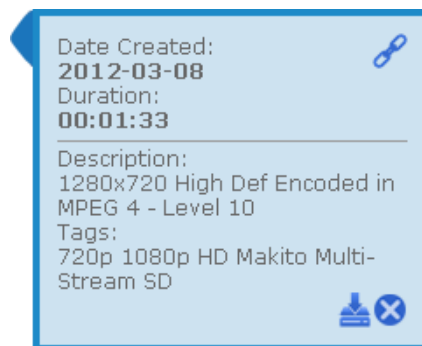 Date Created:
2012-03-08
Duration:
00:01:33
Description:
1280x720 High Def Encoded in
MPEG 4 - Level 10
Tags:
720p 1080p HD Makito Multi-
Stream SD